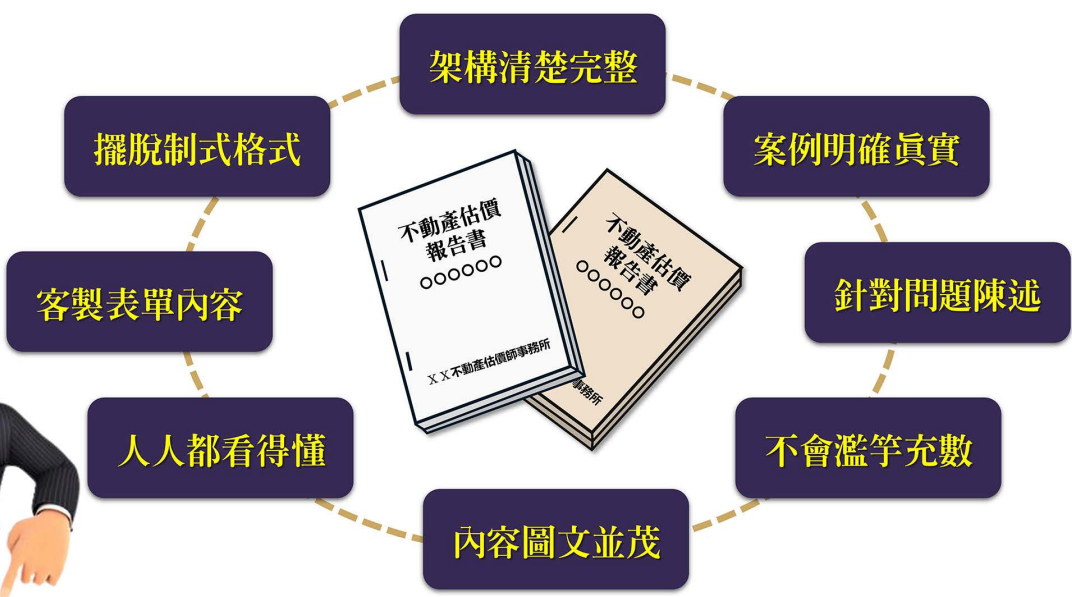 架構清楚完整
擺脫制式格式
案例明確真實
客製表單內容
針對問題陳述
人人都看得懂
不會濫竽充數
內容圖文並茂
不動產估價
報告書
○○○○○○
XX不動產估價師事務所
不動產估價
報告書
○○○○○○
事務所